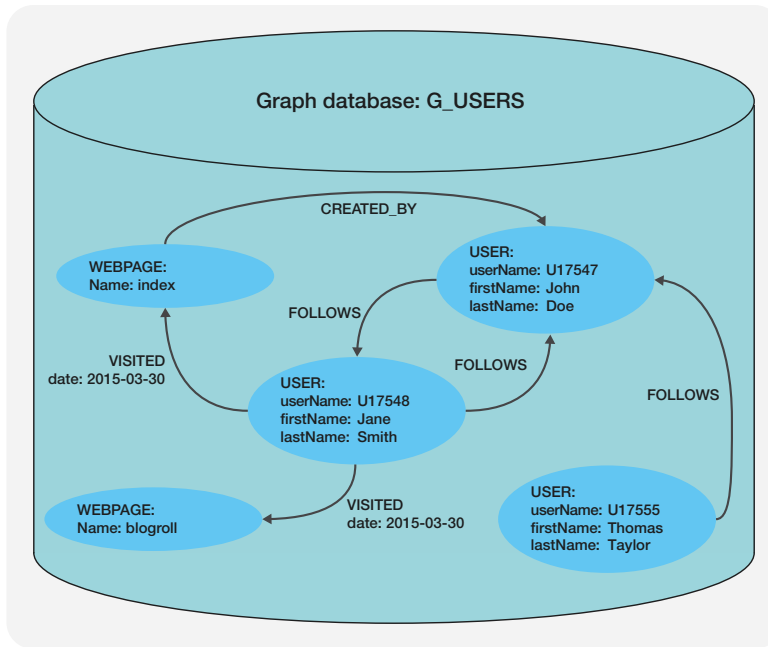 Graph database: G_USERS
CREATED_BY
WEBPAGE:
Name: index
USER:
userName: U17547
firstName: John
lastName: Doe
FOLLOWS
VISITED
date: 2015-03-30
FOLLOWS
USER:
userName: U17548
firstName: Jane
lastName: Smith
FOLLOWS
WEBPAGE:
Name: blogroll
VISITED
date: 2015-03-30
USER:
userName: U17555
firstName: Thomas
lastName: Taylor